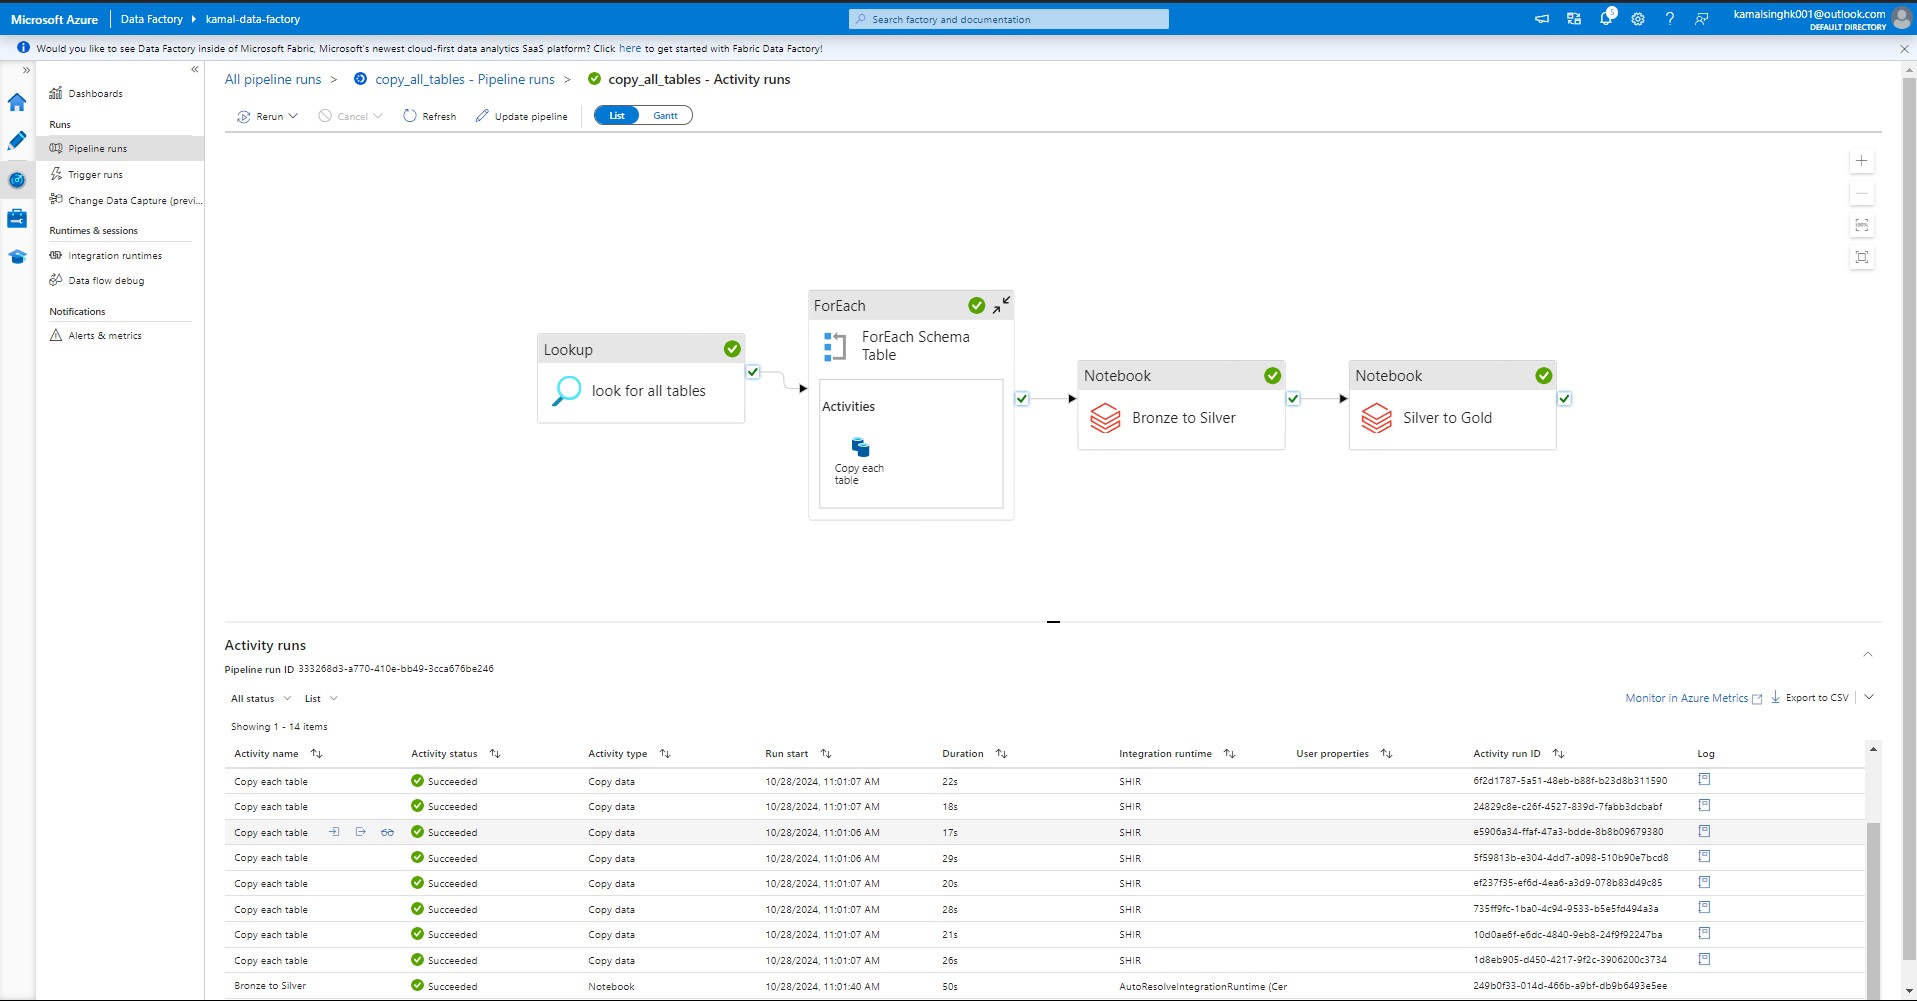 Microsoft Azure Data Factory kamal-data-factory Search factory and documentation 5 kamalsinghk001@outlook.com
DEFAULT DIRECTORY
Would you like to see Data Factory inside of Microsoft Fabric, Microsoft's newest cloud-first data analytics SaaS platform? Click here to get started with Fabric Data Factory!
Dashboards
Runs
Pipeline runs
Trigger runs
Change Data Capture (previ...
Runtimes & sessions
Integration runtimes
Data flow debug
Notifications
Alerts & metrics
All pipeline runs > copy_all_tables - Pipeline runs > copy_all_tables - Activity runs
Rerun Cancel Refresh Update pipeline List Gantt
Lookup
look for all tables
ForEach
ForEach Schema
Table
Activities
Copy each
table
Notebook
Bronze to Silver
Notebook
Silver to Gold
Activity runs
Pipeline run ID 333268d3-a770-410e-bb49-3cca676be246
All status List Monitor in Azure Metrics Export to CSV
Showing 1 - 14 items
Activity name Activity status Activity type Run start Duration Integration runtime User properties Activity run ID Log
Copy each table Succeeded Copy data 10/28/2024, 11:01:07 AM 22s SHIR 6f2d1787-5a51-48eb-b88f-b23d8b311590
Copy each table Succeeded Copy data 10/28/2024, 11:01:07 AM 18s SHIR 24829c8e-c26f-4527-839d-7fabb3dcbabf
Copy each table Succeeded Copy data 10/28/2024, 11:01:06 AM 17s SHIR e5906a34-ffaf-47a3-bdde-8b8b09679380
Copy each table Succeeded Copy data 10/28/2024, 11:01:06 AM 29s SHIR 5f59813b-e304-4dd7-a098-510b90e7bcd8
Copy each table Succeeded Copy data 10/28/2024, 11:01:07 AM 20s SHIR ef237f35-ef6d-4ea6-a3d9-078b83d49c85
Copy each table Succeeded Copy data 10/28/2024, 11:01:07 AM 28s SHIR 735ff9fc-1ba0-4c94-9533-b5e5fd494a3a
Copy each table Succeeded Copy data 10/28/2024, 11:01:07 AM 21s SHIR 10d0ae6f-e6dc-4840-9eb8-24f9f92247ba
Copy each table Succeeded Copy data 10/28/2024, 11:01:07 AM 26s SHIR 1d8eb905-d450-4217-9f2c-3906200c3734
Bronze to Silver Succeeded Notebook 10/28/2024, 11:01:40 AM 50s AutoResolveIntegrationRuntime (Cer 249b0f33-014d-466b-a9bf-db9b6493e5ee